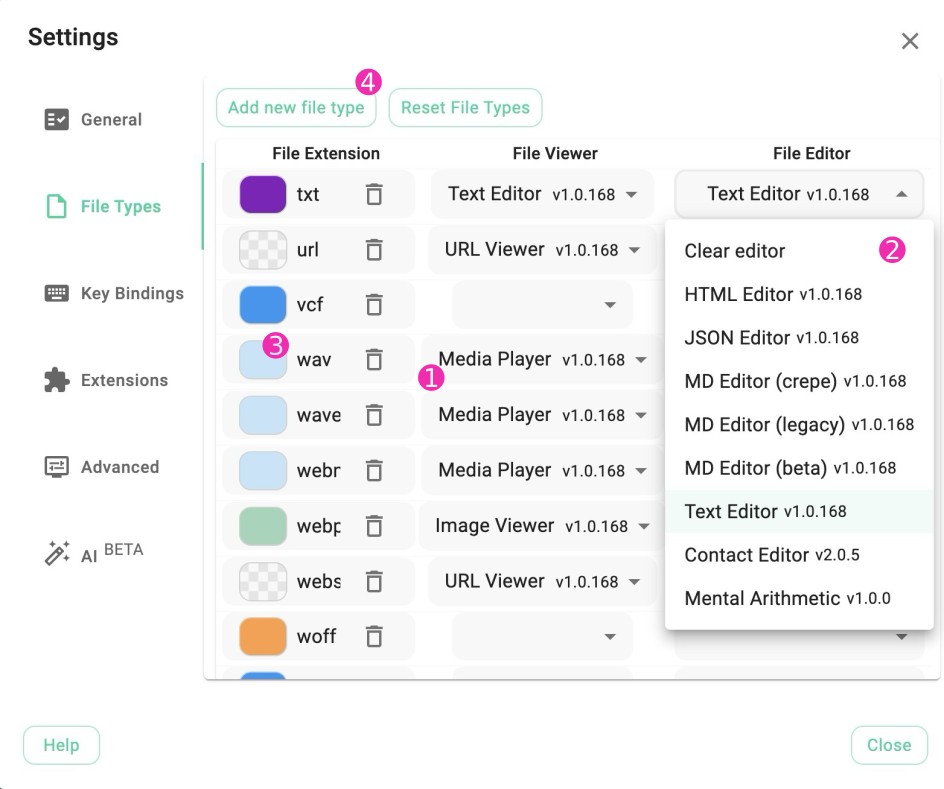 Settings
4
Add new file type Reset File Types
General
File Types
Key Bindings
Extensions
Advanced
AI BETA
File Extension File Viewer File Editor
txt Text Editor v1.0.168 Text Editor v1.0.168
url URL Viewer v1.0.168
vcf
3
wav Media Player v1.0.168
1
wave Media Player v1.0.168
Media Player v1.0.168
Image Viewer v1.0.168
webs URL Viewer v1.0.168
woff
Clear editor 2
HTML Editor v1.0.168
JSON Editor v1.0.168
MD Editor (crepe) v1.0.168
MD Editor (legacy) v1.0.168
MD Editor (beta) v1.0.168
Text Editor v1.0.168
Contact Editor v2.0.5
Mental Arithmetic v1.0.0
Help Close